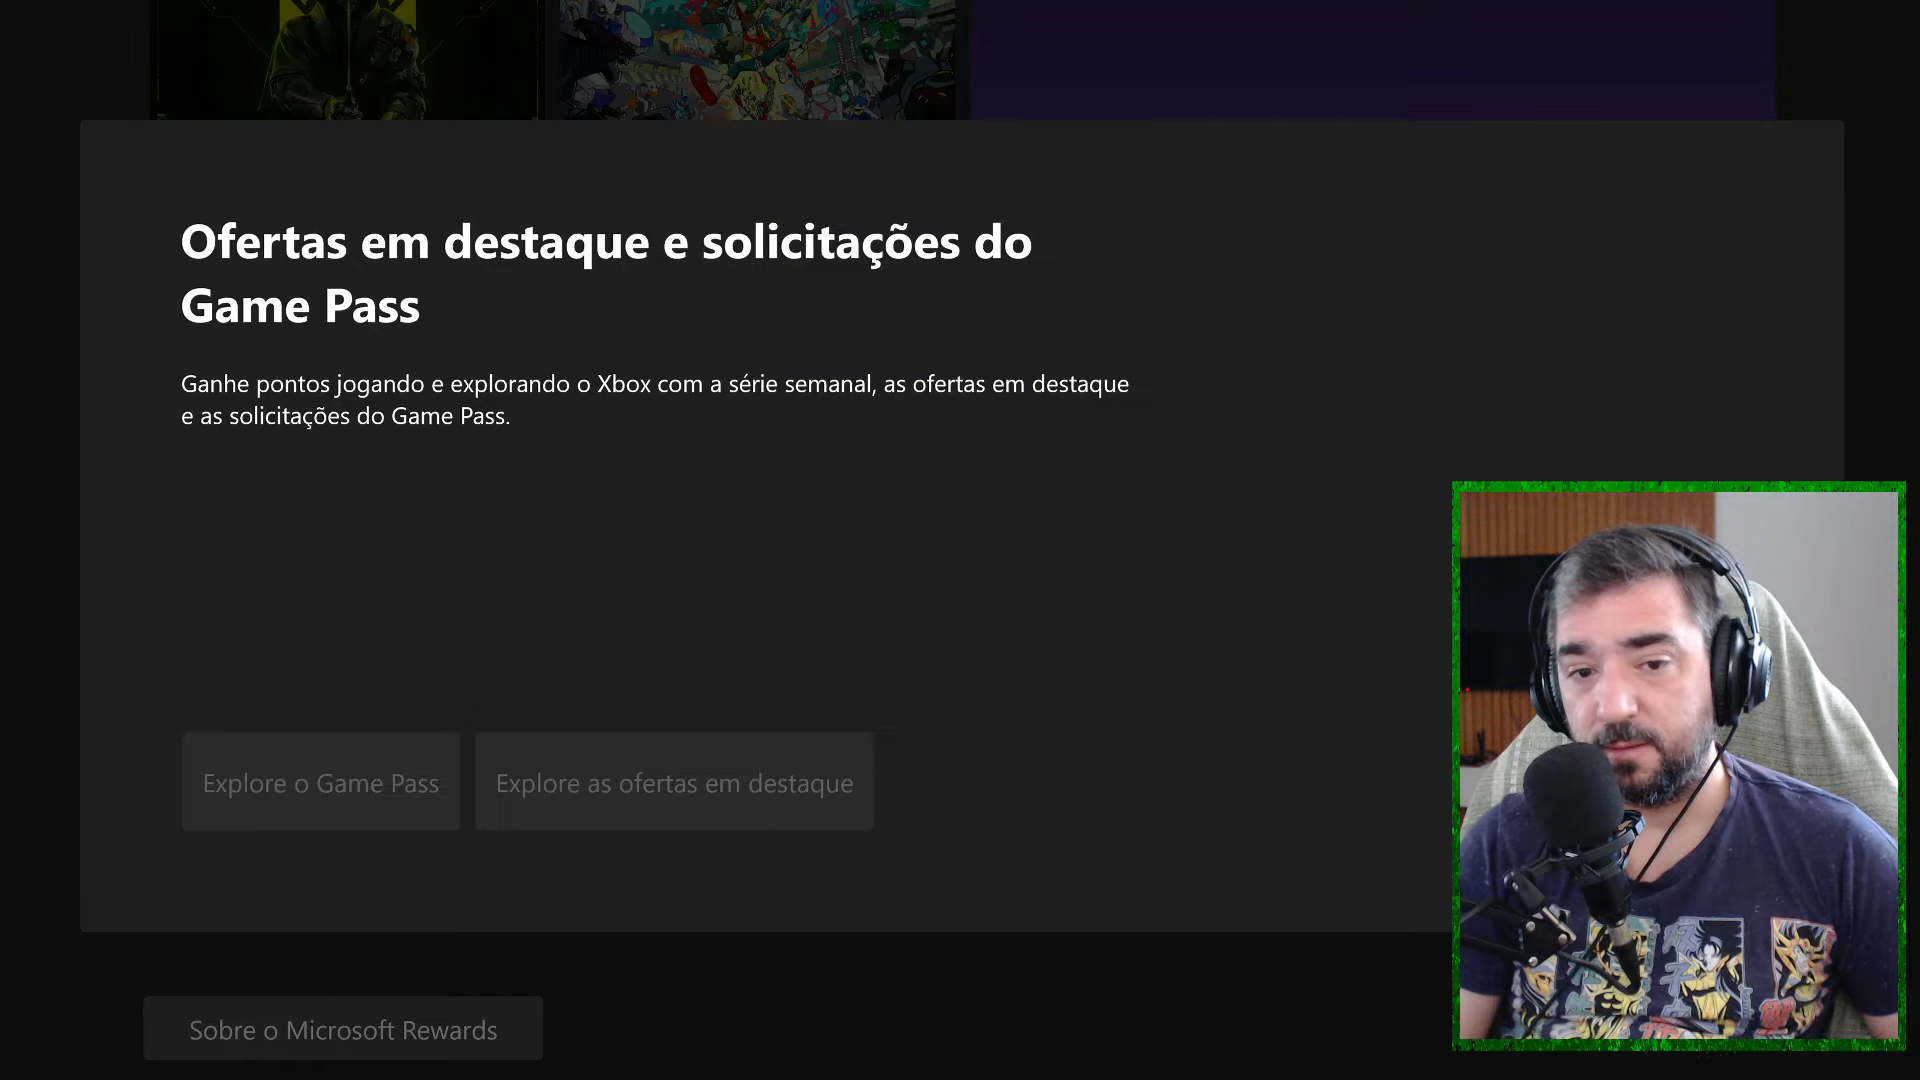 Ofertas em destaque e solicitações do
Game Pass
Ganhe pontos jogando e explorando o Xbox com a série semanal, as ofertas em destaque
e as solicitações do Game Pass.
Explore o Game Pass
Explore as ofertas em destaque
Sobre o Microsoft Rewards